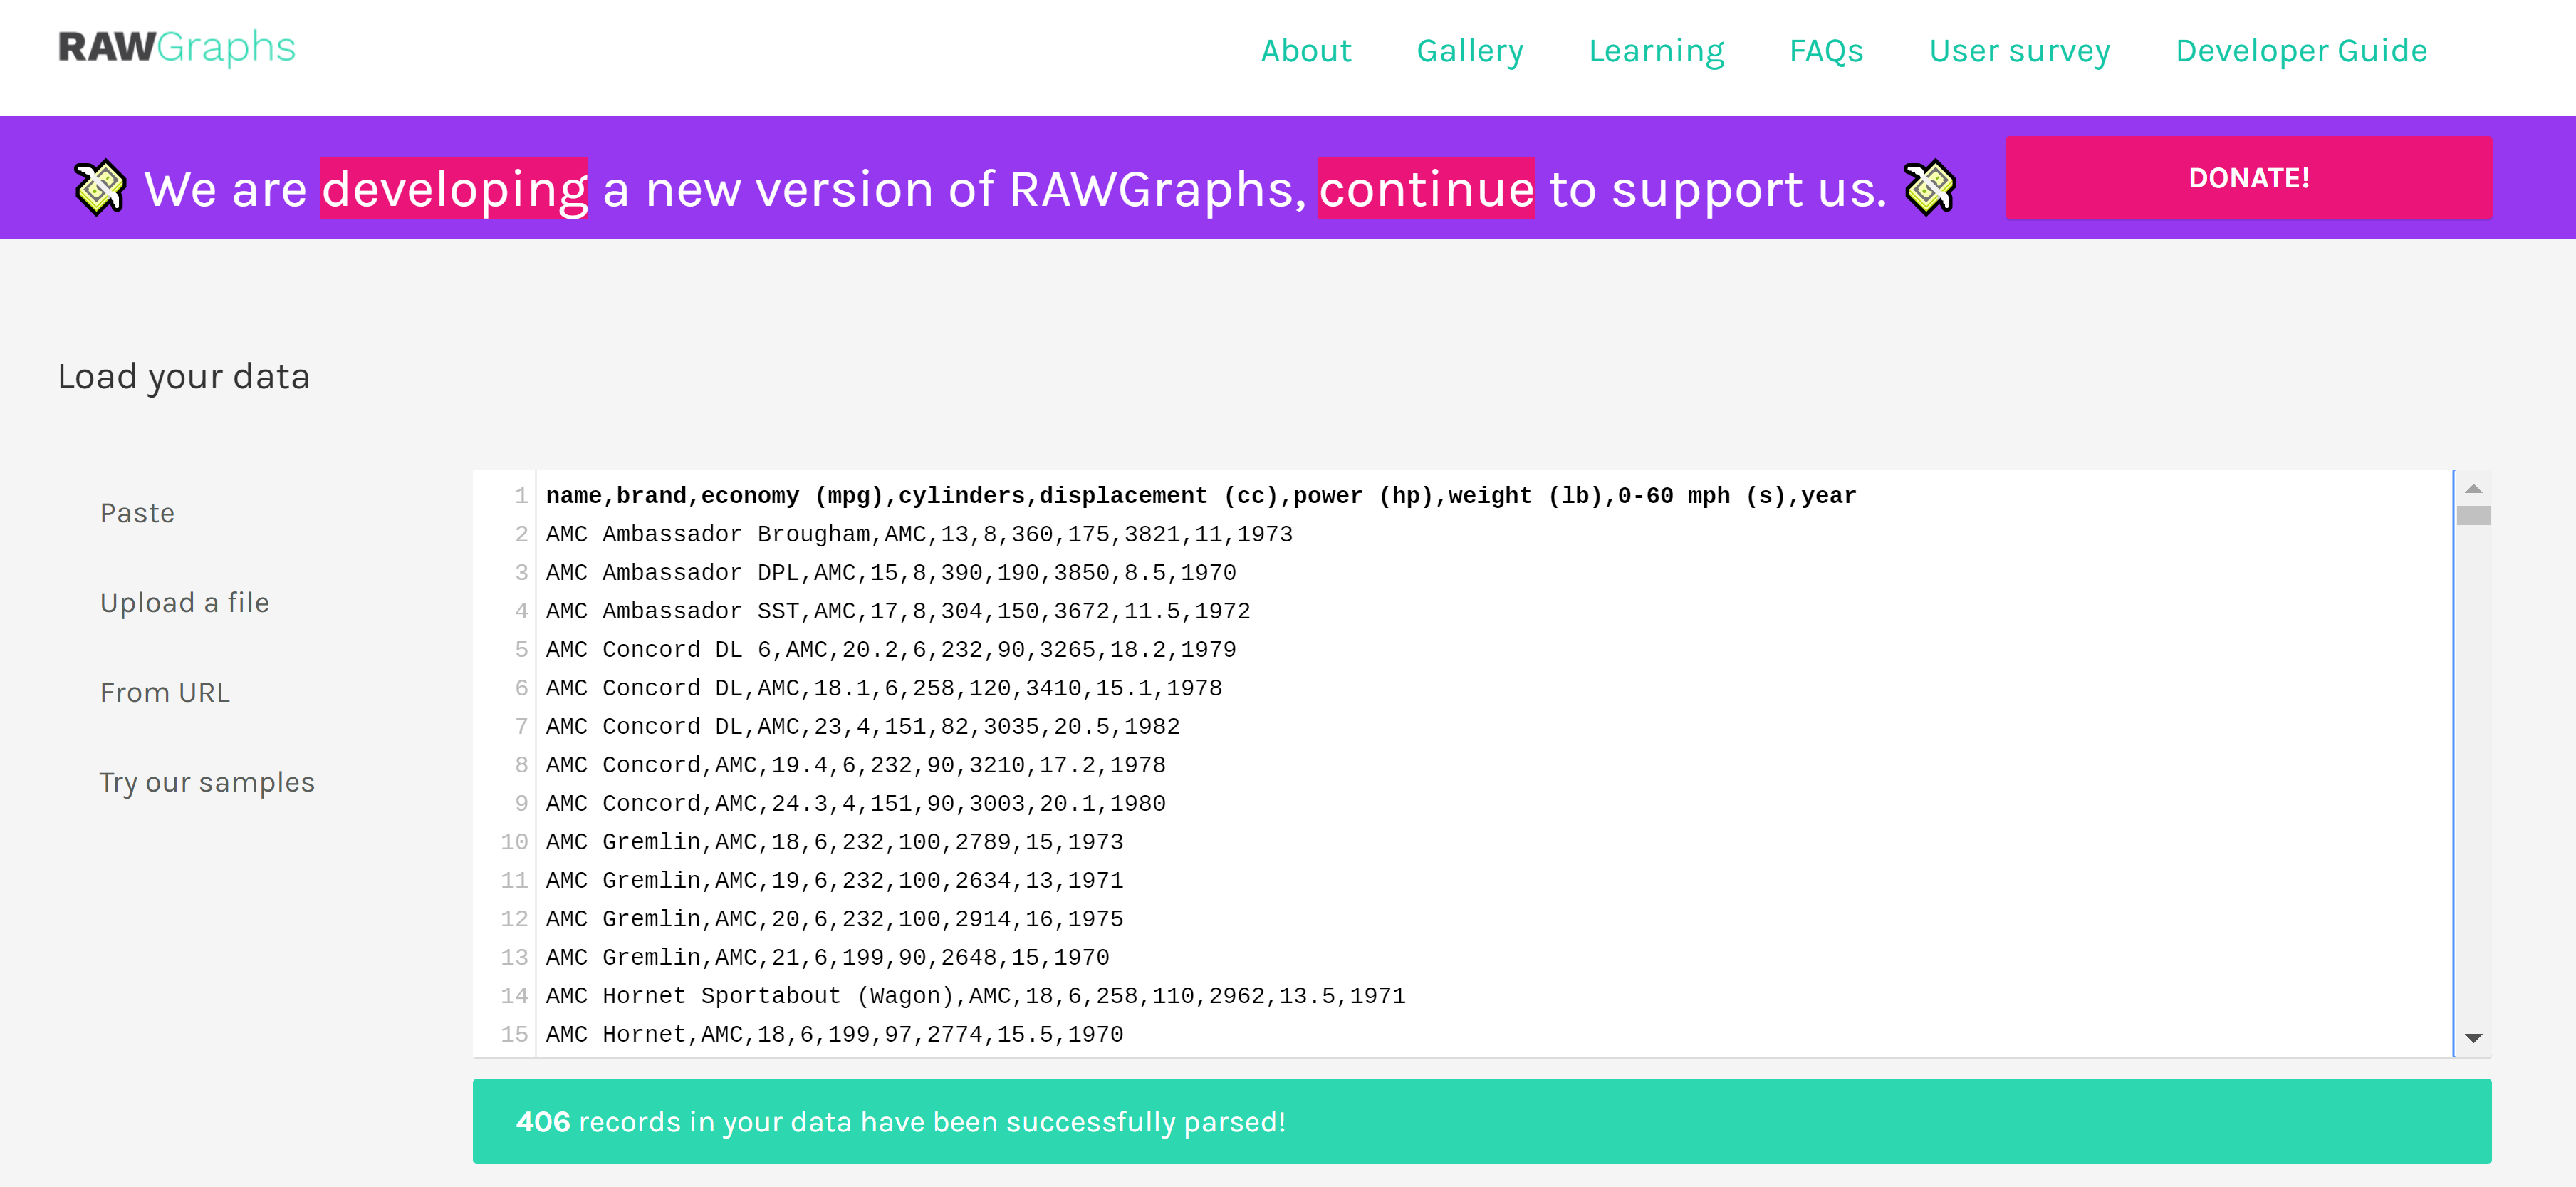 RAWGraphs
About Gallery Learning FAQs User survey Developer Guide
We are developing a new version of RAWGraphs, continue to support us.
DONATE!
Load your data
Paste
Upload a file
From URL
Try our samples
1 name,brand,economy (mpg),cylinders,displacement (cc),power (hp),weight (lb),0-60 mph (s),year
2 AMC Ambassador Brougham,AMC,13,8,360,175,3821,11,1973
3 AMC Ambassador DPL,AMC,15,8,390,190,3850,8.5,1970
4 AMC Ambassador SST,AMC,17,8,304,150,3672,11.5,1972
5 AMC Concord DL 6,AMC,20.2,6,232,90,3265,18.2,1979
6 AMC Concord DL,AMC,18.1,6,258,120,3410,15.1,1978
7 AMC Concord DL,AMC,23,4,151,82,3035,20.5,1982
8 AMC Concord,AMC,19.4,6,232,90,3210,17.2,1978
9 AMC Concord,AMC,24.3,4,151,90,3003,20.1,1980
10 AMC Gremlin,AMC,18,6,232,100,2789,15,1973
11 AMC Gremlin,AMC,19,6,232,100,2634,13,1971
12 AMC Gremlin,AMC,20,6,232,100,2914,16,1975
13 AMC Gremlin,AMC,21,6,199,90,2648,15,1970
14 AMC Hornet Sportabout (Wagon),AMC,18,6,258,110,2962,13.5,1971
15 AMC Hornet,AMC,18,6,199,97,2774,15.5,1970
406 records in your data have been successfully parsed!